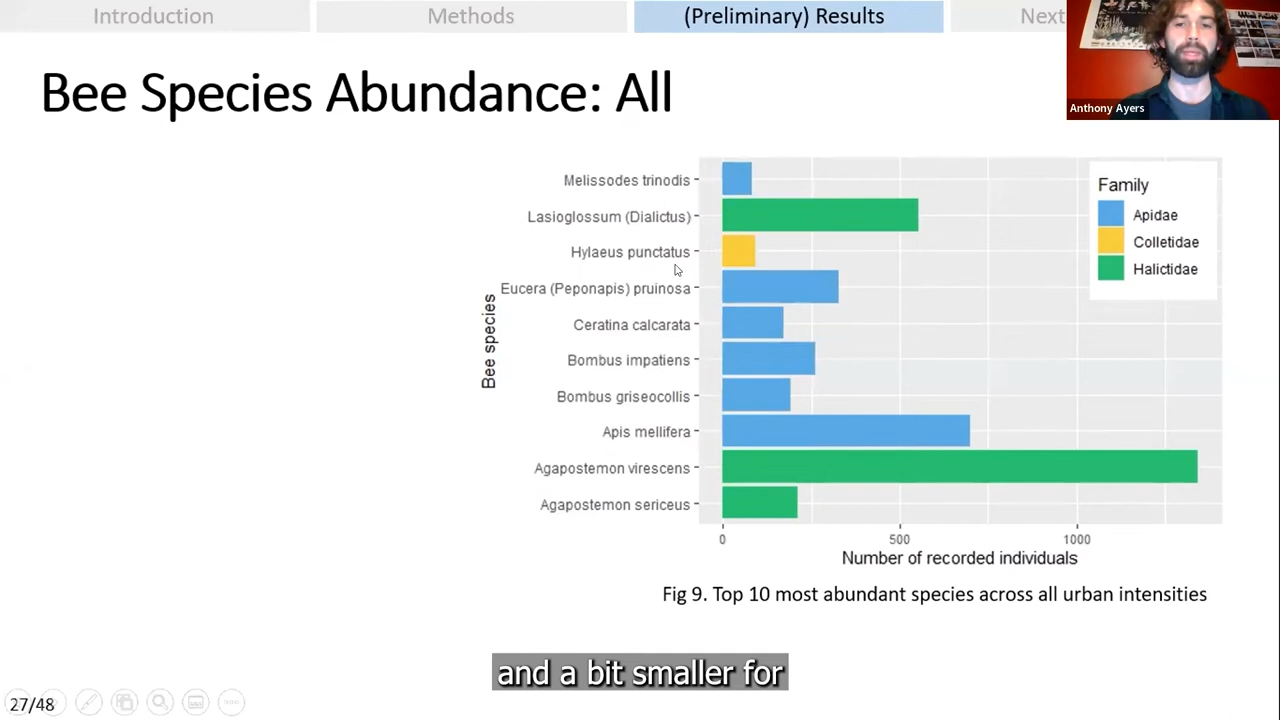 Introduction
Methods
(Preliminary) Results
Next
Anthony Ayers
Bee Species Abundance: All
Melissodes trinodis
Lasioglossum (Dialictus)
Hylaeus punctatus
Eucera (Peponapis) pruinosa
Ceratina calcarata
Bombus impatiens
Bombus griseocollis
Apis mellifera
Agapostemon virescens
Agapostemon sericeus
Bee species
0 500 1000
Number of recorded individuals
Family
Apidae
Colletidae
Halictidae
Fig 9. Top 10 most abundant species across all urban intensities
and a bit smaller for
27/48